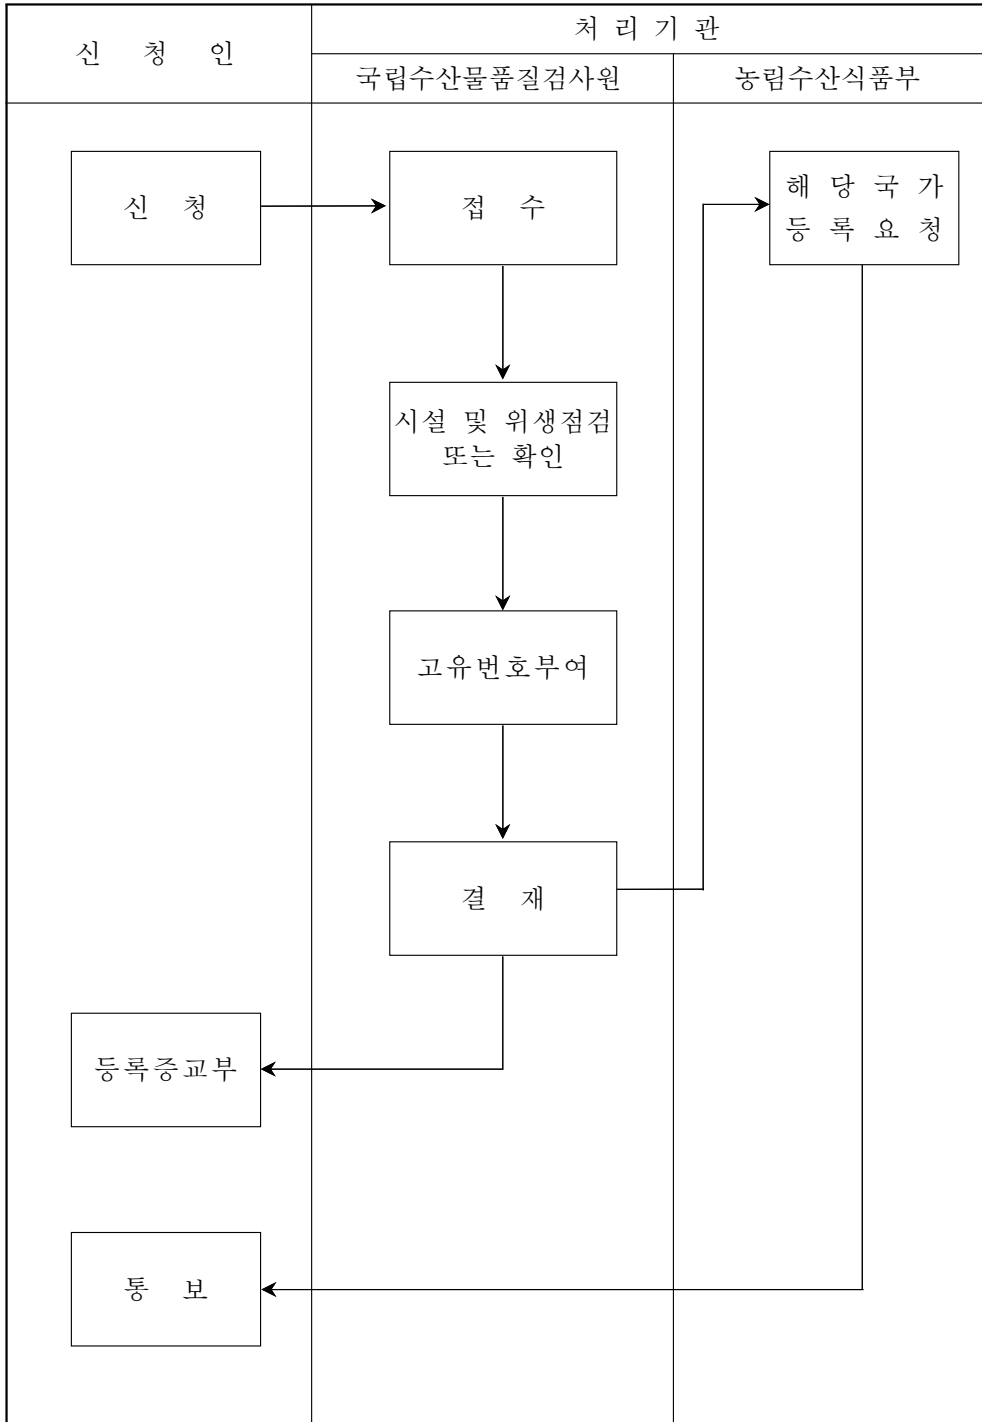 신 청 인
처 리 기 관
국립수산물품질검사원
농림수산식품부
신 청
접 수
해 당 국 가
등 록 요 청
시설 및 위생점검
또는 확인
고유번호부여
결 재
등록증교부
통 보